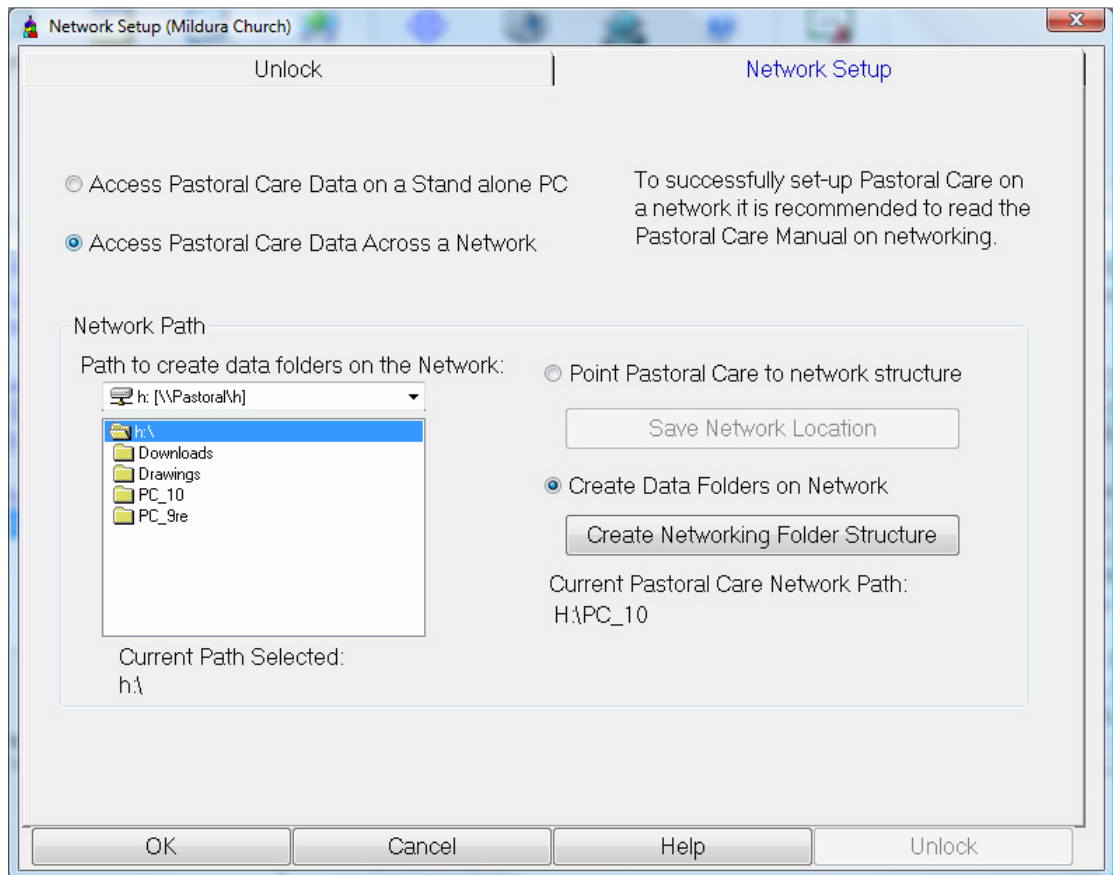 Network Setup (Mildura Church)
Unlock
Network Setup
Access Pastoral Care Data on a Stand alone PC
Access Pastoral Care Data Across a Network
To successfully set-up Pastoral Care on
a network it is recommended to read the
Pastoral Care Manual on networking.
Network Path
Path to create data folders on the Network:
h: [\\Pastoral\h]
h:\
Downloads
Drawings
PC_10
PC_9re
Current Path Selected:
h:\
Point Pastoral Care to network structure
Save Network Location
Create Data Folders on Network
Create Networking Folder Structure
Current Pastoral Care Network Path:
H:\PC_10
OK
Cancel
Help
Unlock